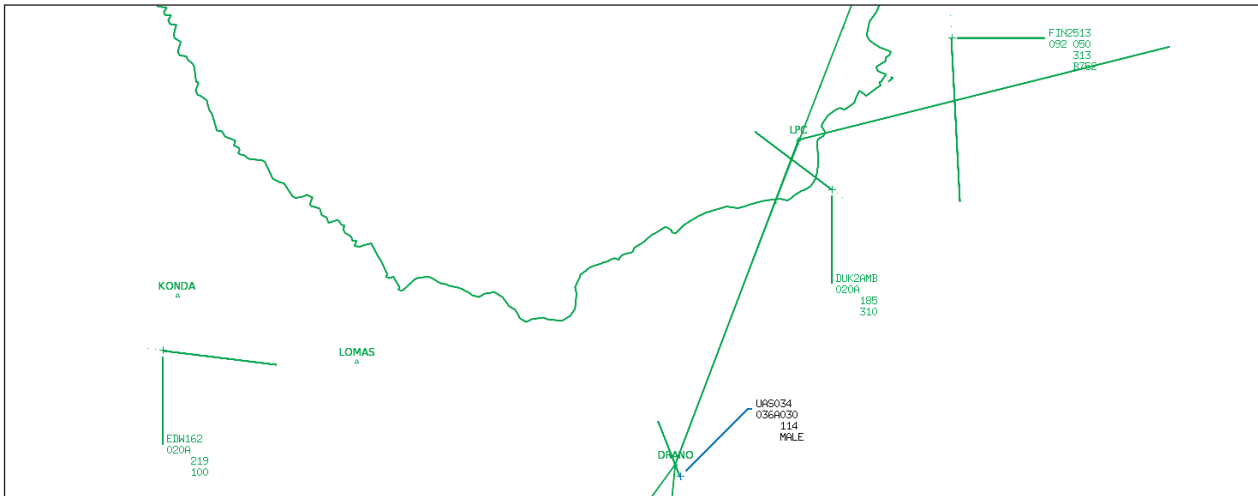 FIN2513
092 050
313
B762
LPC
DUK2AMB
020A
185
310
KONDA
LOMAS
UAS034
036A030
114
MALE
DRANO
EDW162
020A
219
100